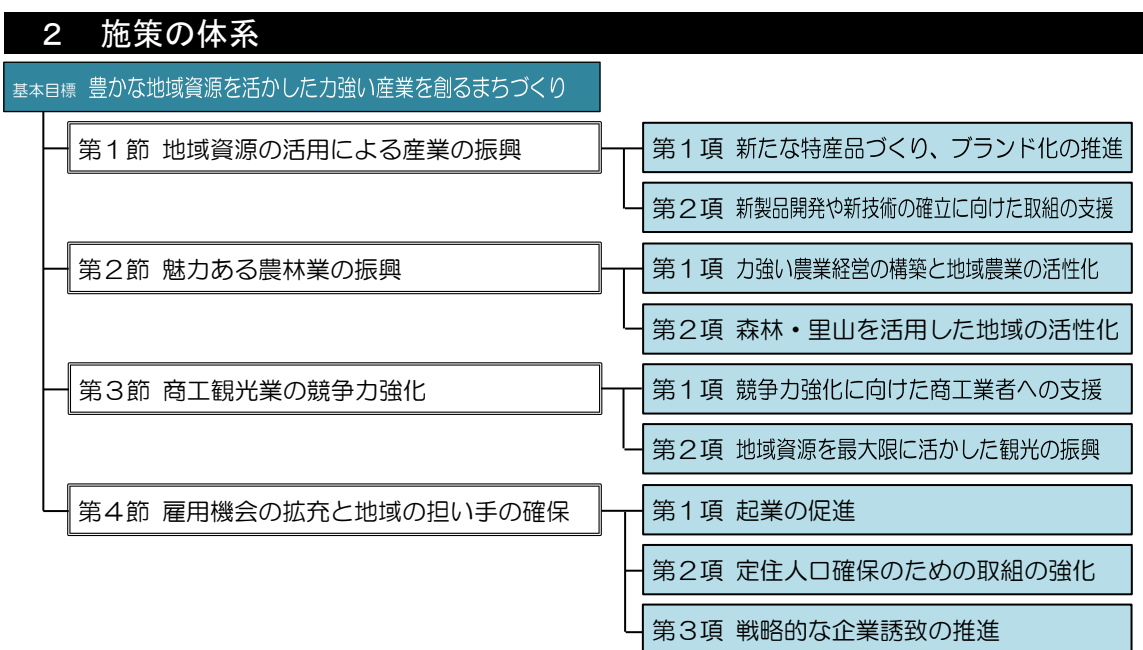 2 施策の体系
基本目標 豊かな地域資源を活かした力強い産業を創るまちづくり
第1節 地域資源の活用による産業の振興
第1項 新たな特産品づくり、ブランド化の推進
第2項 新製品開発や新技術の確立に向けた取組の支援
第2節 魅力ある農林業の振興
第1項 力強い農業経営の構築と地域農業の活性化
第2項 森林・里山を活用した地域の活性化
第3節 商工観光業の競争力強化
第1項 競争力強化に向けた商工業者への支援
第2項 地域資源を最大限に活かした観光の振興
第4節 雇用機会の拡充と地域の担い手の確保
第1項 起業の促進
第2項 定住人口確保のための取組の強化
第3項 戦略的な企業誘致の推進